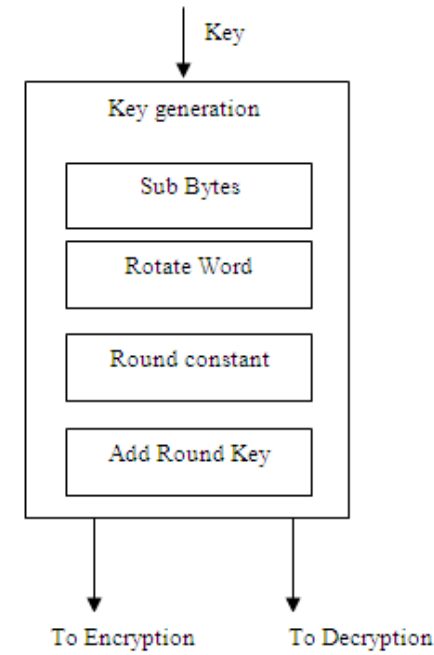 Key
Key generation
Sub Bytes
Rotate Word
Round constant
Add Round Key
To Encryption
To Decryption